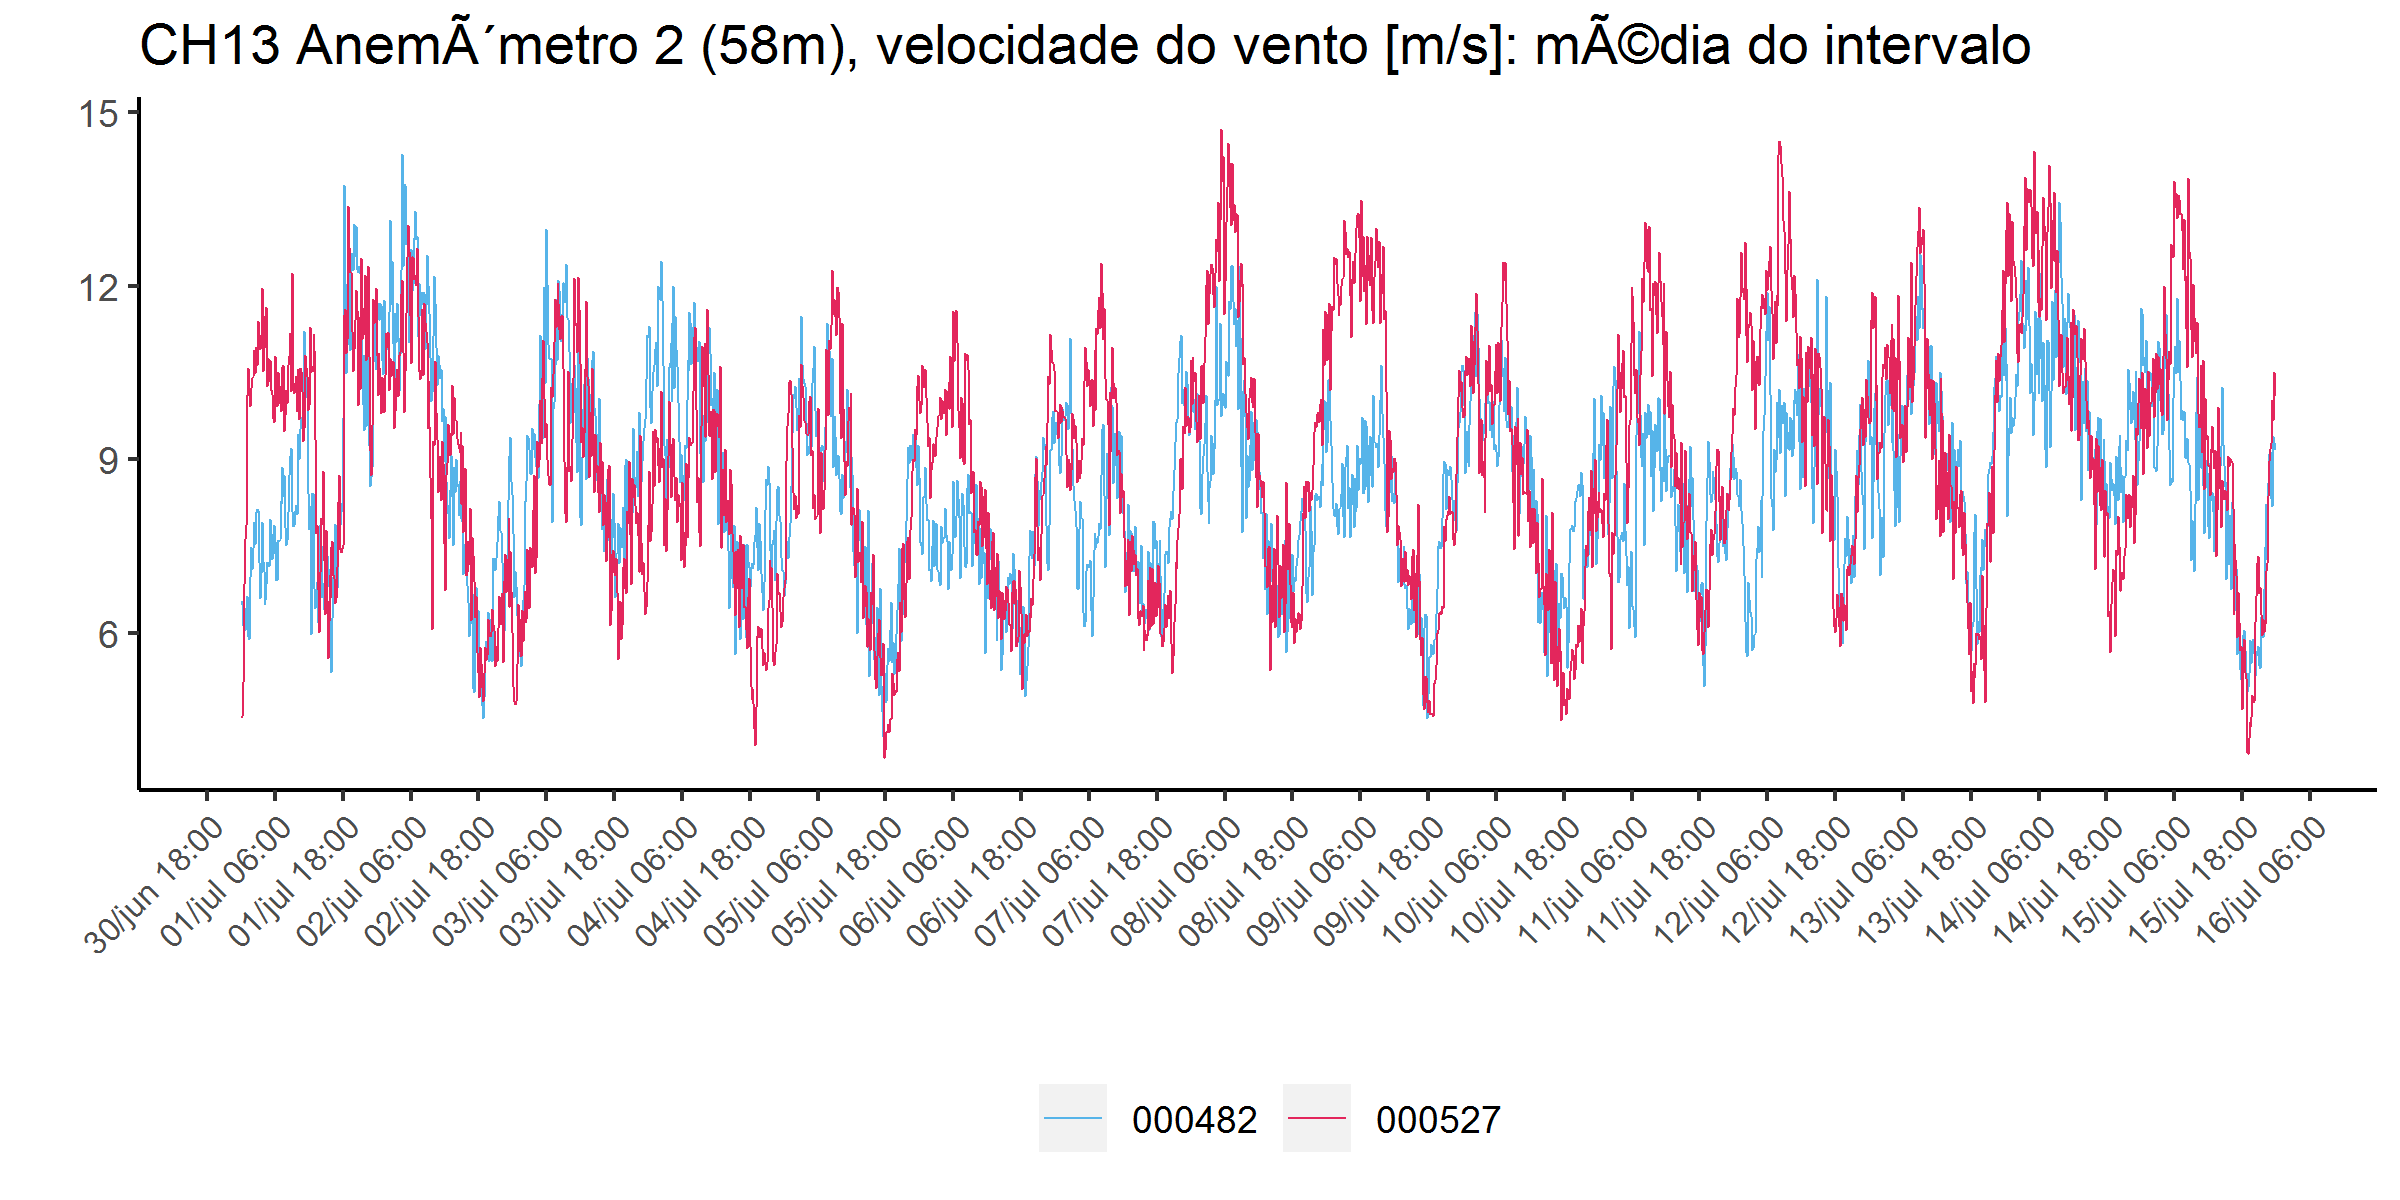 CH13 AnemÃ´metro 2 (58m), velocidade do vento [m/s]: mÃ©dia do intervalo
15
12
9
6
30/jun 18:00
01/jul 06:00
01/jul 18:00
02/jul 06:00
02/jul 18:00
03/jul 06:00
03/jul 18:00
04/jul 06:00
04/jul 18:00
05/jul 06:00
05/jul 18:00
06/jul 06:00
06/jul 18:00
07/jul 06:00
07/jul 18:00
08/jul 06:00
08/jul 18:00
09/jul 06:00
09/jul 18:00
10/jul 06:00
10/jul 18:00
11/jul 06:00
11/jul 18:00
12/jul 06:00
12/jul 18:00
13/jul 06:00
13/jul 18:00
14/jul 06:00
14/jul 18:00
15/jul 06:00
15/jul 18:00
16/jul 06:00
000482
000527